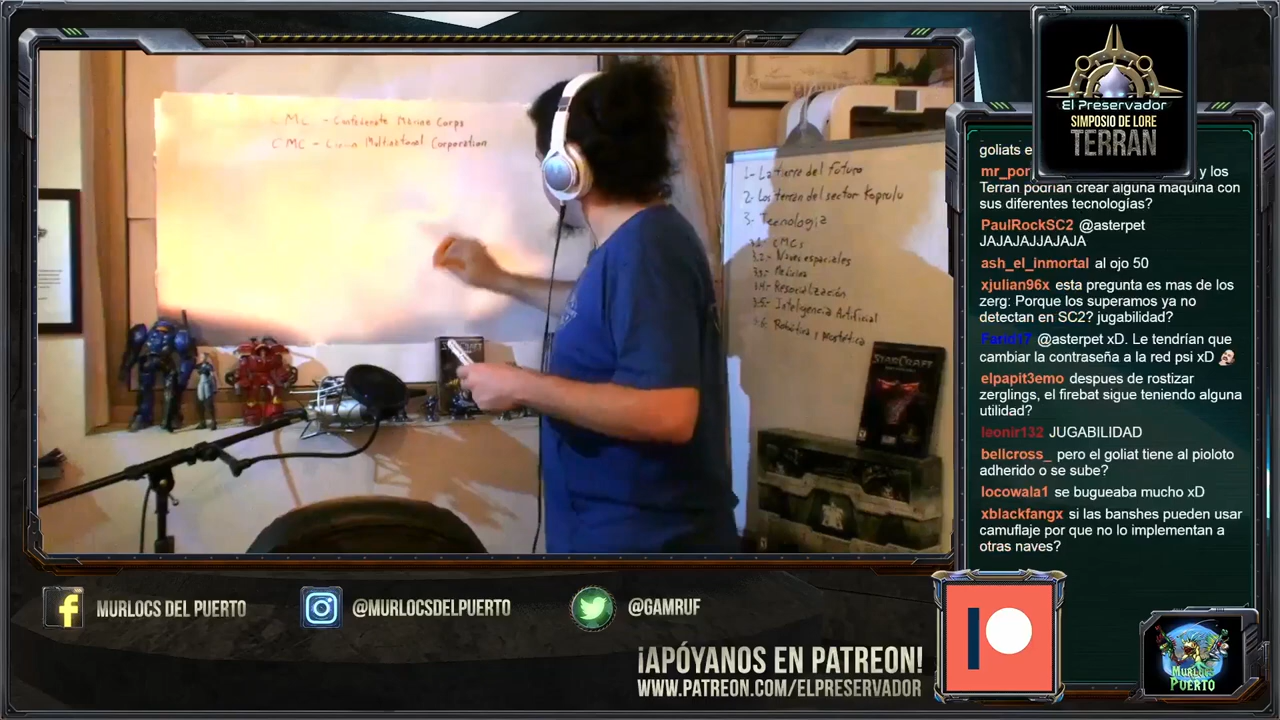 MC - Confederate Marine Corps
CMC - Multinational Corporation
1- La tierra del futuro
2- Los terran del sector Koprulu
3- Tecnologia
3.1- CMCs
3.2- Naves espaciales
3.3- Medicina
3.4- Resocialización
3.5- Inteligencia Artificial
3.6- Robótica y
STARCRAFT
El Preservador
SIMPOSIO DE LORE
TERRAN
goliats e
mr_por y los
Terran podrían crear alguna maquina con
sus diferentes tecnologías?
PaulRockSC2 @asterpet
JAJAJAJJAJAJA
ash_el_inmortal al ojo 50
xjulian96x esta pregunta es mas de los
zerg: Porque los superamos ya no
detectan en SC2? jugabilidad?
@asterpet xD. Le tendrían que
cambiar la contraseña a la red psi xD
elpapit3emo despues de rostizar
zerglings, el firebat sigue teniendo alguna
utilidad?
leonir132 JUGABILIDAD
bellcross_ pero el goliat tiene al pioloto
adherido o se sube?
locowala1 se bugueaba mucho xD
xblackfangx si las banshes pueden usar
camuflaje por que no lo implementan a
otras naves?
MURLOCS DEL PUERTO
@MURLOCSDELPUERTO
@GAMRUF
¡APÓYANOS EN PATREON!
WWW.PATREON.COM/ELPRESERVADOR
MURLOCS
PUERTO